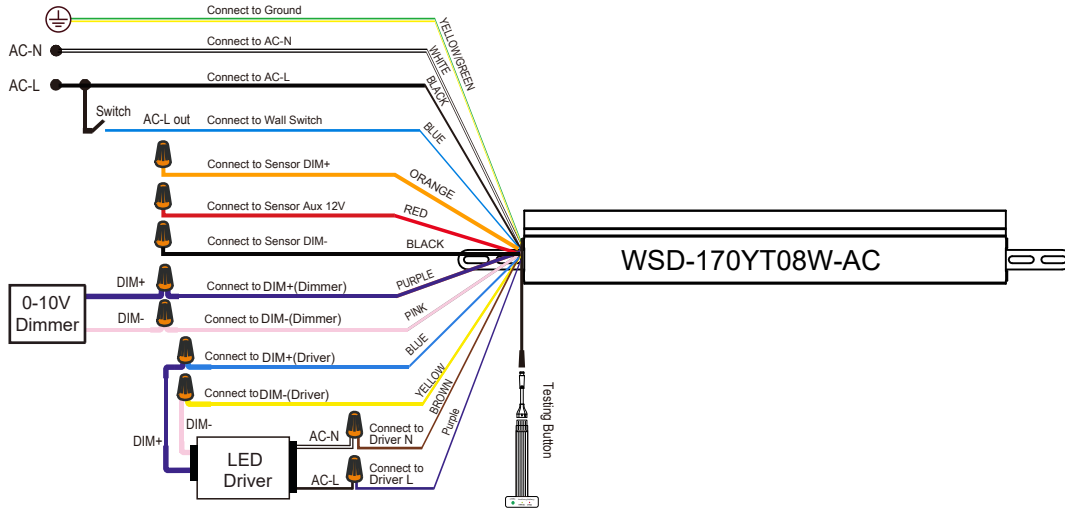 Connect to Ground
YELLOW/GREEN
AC-N
Connect to AC-N
WHITE
AC-L
Connect to AC-L
BLACK
Switch
AC-L out
Connect to Wall Switch
BLUE
Connect to Sensor DIM+
ORANGE
Connect to Sensor Aux 12V
RED
Connect to Sensor DIM-
BLACK
WSD-170YT08W-AC
0-10V
Dimmer
DIM+
Connect to DIM+(Dimmer)
PURPLE
DIM-
Connect to DIM-(Dimmer)
PINK
Connect to DIM+(Driver)
BLUE
Connect to DIM-(Driver)
YELLOW
BROWN
Purple
DIM+
DIM-
LED
Driver
AC-N
Connect to
Driver N
AC-L
Connect to
Driver L
Testing Button